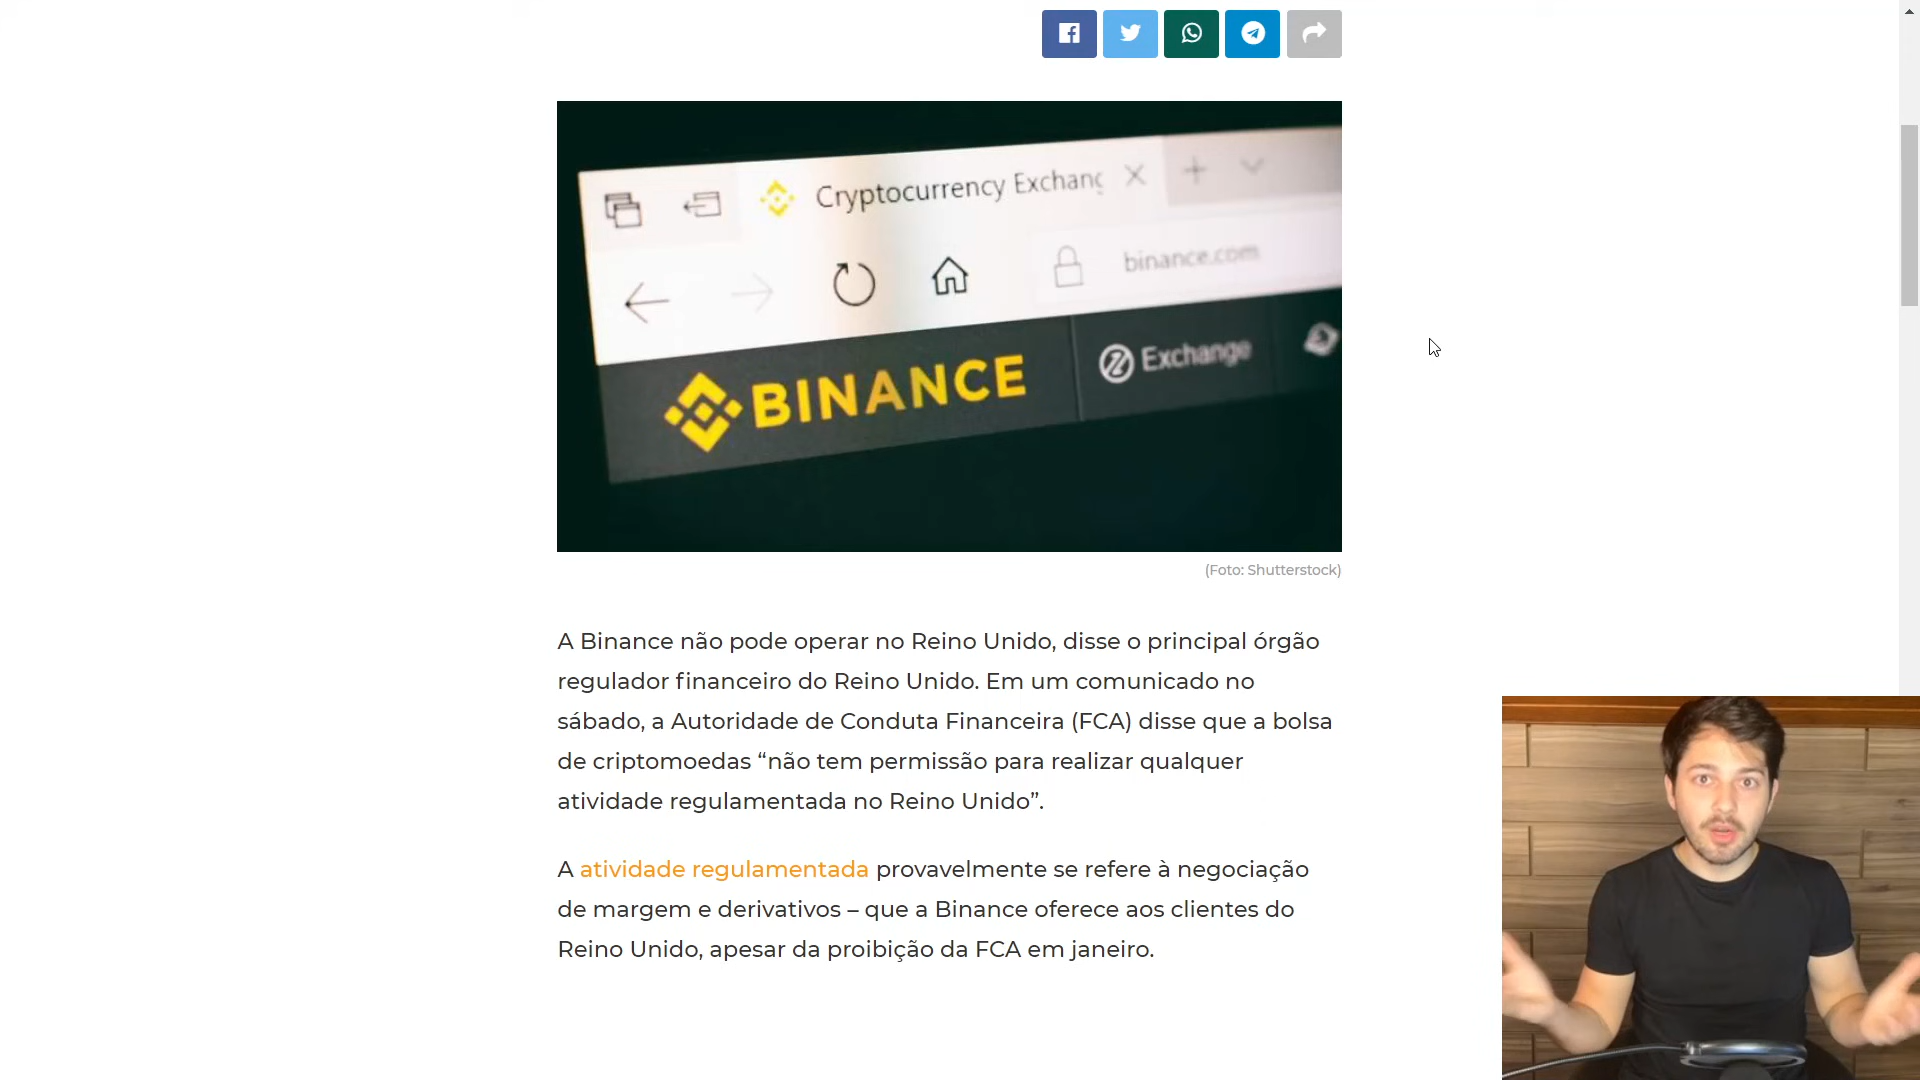 Cryptocurrency Exchang
binance.com
BINANCE
Exchange
(Foto: Shutterstock)
A Binance não pode operar no Reino Unido, disse o principal órgão
regulador financeiro do Reino Unido. Em um comunicado no
sábado, a Autoridade de Conduta Financeira (FCA) disse que a bolsa
de criptomoedas “não tem permissão para realizar qualquer
atividade regulamentada no Reino Unido”.
A atividade regulamentada provavelmente se refere à negociação
de margem e derivativos – que a Binance oferece aos clientes do
Reino Unido, apesar da proibição da FCA em janeiro.